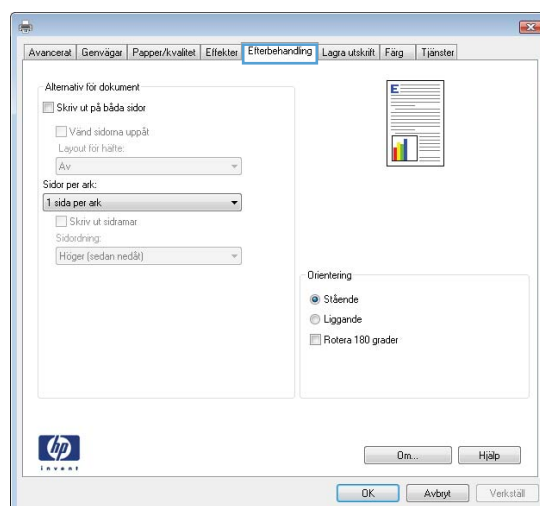 Avancerat Genvägar Papper/kvalitet Effekter Efterbehandling Lagra utskrift Färg Tjänster
Alternativ för dokument
Skriv ut på båda sidor
Vänd sidorna uppåt
Layout för häfte:
Av
Sidor per ark:
1 sida per ark
Skriv ut sidramar
Sidordning:
Höger (sedan nedåt)
E
Orientering
Stående
Liggande
Rotera 180 grader
hp
invent
Om... Hjälp
OK Avbryt Verkställ